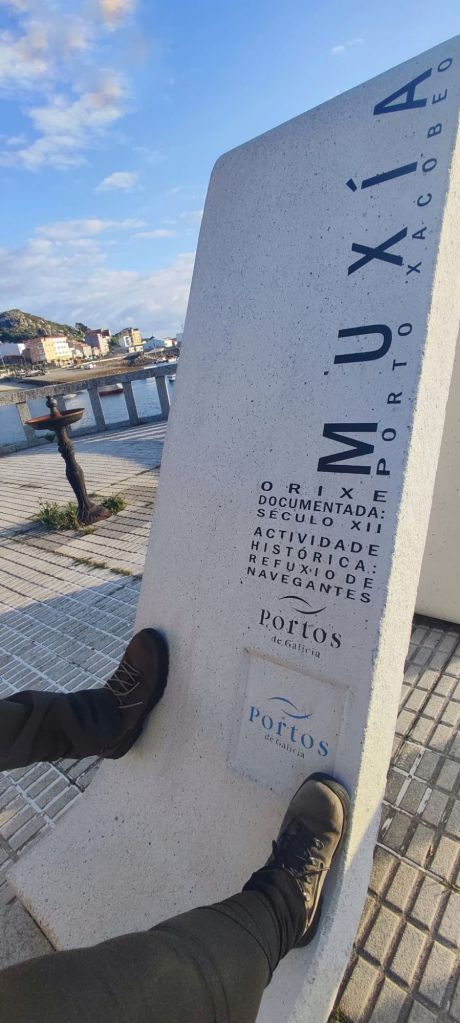 MUXÍA
PORTO XACOBEO
ORIXE
DOCUMENTADA:
SÉCULO XII
ACTIVIDADE
HISTÓRICA:
REFUXIO DE
NAVEGANTES
Portos
de Galicia
Portos
de Galicia